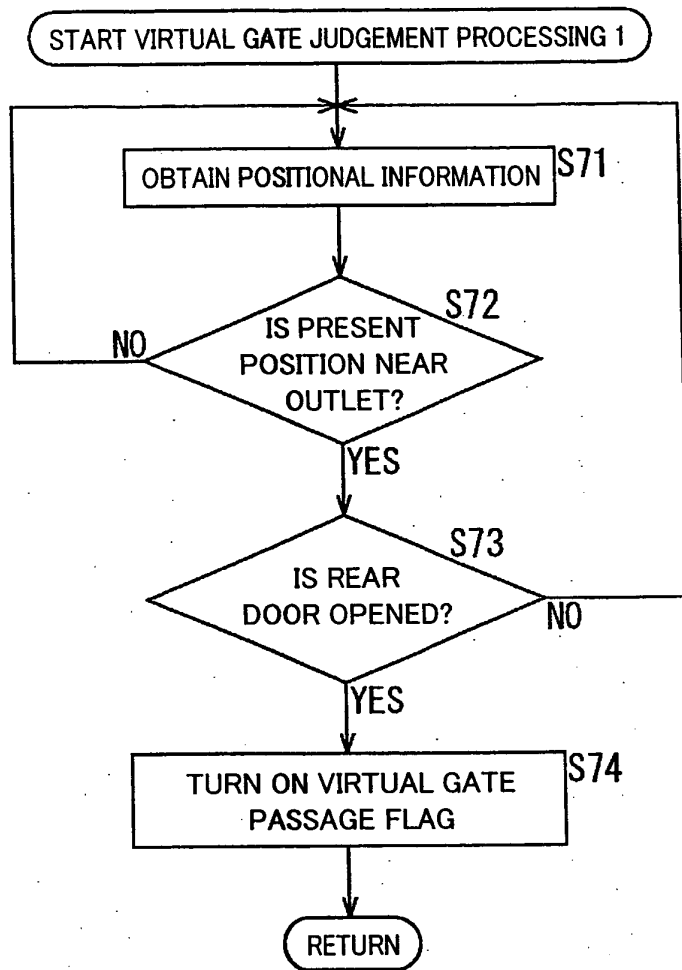 START VIRTUAL GATE JUDGEMENT PROCESSING 1
OBTAIN POSITIONAL INFORMATION
S71
S72
IS PRESENT
POSITION NEAR
OUTLET?
NO
YES
S73
IS REAR
DOOR OPENED?
NO
YES
S74
TURN ON VIRTUAL GATE
PASSAGE FLAG
RETURN